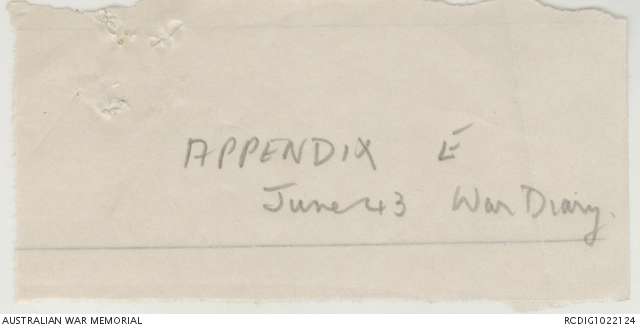 APPENDIX E
June 43 War Diary.
AUSTRALIAN WAR MEMORIAL RCDIG1022124